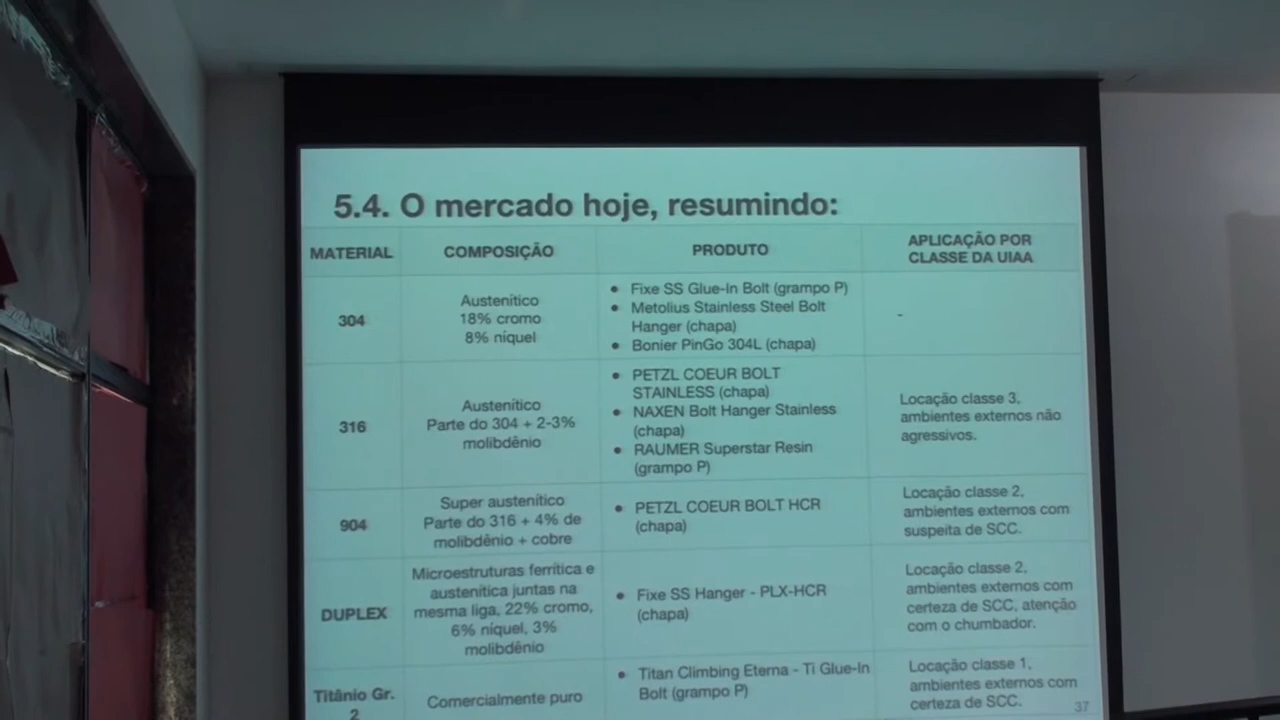 5.4. O mercado hoje, resumindo:
MATERIAL COMPOSIÇÃO PRODUTO APLICAÇÃO POR
CLASSE DA UIAA
304
Austenítico
18% cromo
8% níquel
• Fixe SS Glue-In Bolt (grampo P)
• Metolius Stainless Steel Bolt
Hanger (chapa)
• Bonier PinGo 304L (chapa)
-
316
Austenítico
Parte do 304 + 2-3%
molibdênio
• PETZL COEUR BOLT
STAINLESS (chapa)
• NAXEN Bolt Hanger Stainless
(chapa)
• RAUMER Superstar Resin
(grampo P)
Locação classe 3,
ambientes externos não
agressivos.
904
Super austenítico
Parte do 316 + 4% de
molibdênio + cobre
• PETZL COEUR BOLT HCR
(chapa)
Locação classe 2,
ambientes externos com
suspeita de SCC.
DUPLEX
Microestruturas ferrítica e
austenítica juntas na
mesma liga, 22% cromo,
6% níquel, 3%
molibdênio
• Fixe SS Hanger - PLX-HCR
(chapa)
Locação classe 2,
ambientes externos com
certeza de SCC, atenção
com o chumbador.
Titânio Gr.
2
Comercialmente puro
• Titan Climbing Eterna - Ti Glue-In
Bolt (grampo P)
Locação classe 1,
ambientes externos com
certeza de SCC.
37